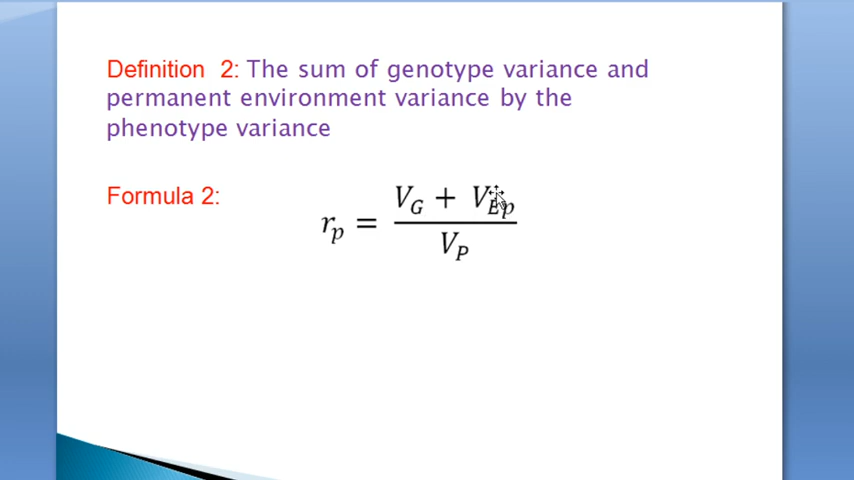 Definition 2: The sum of genotype variance and
permanent environment variance by the
phenotype variance
Formula 2:
r_p = (V_G + V_Ep) / V_P